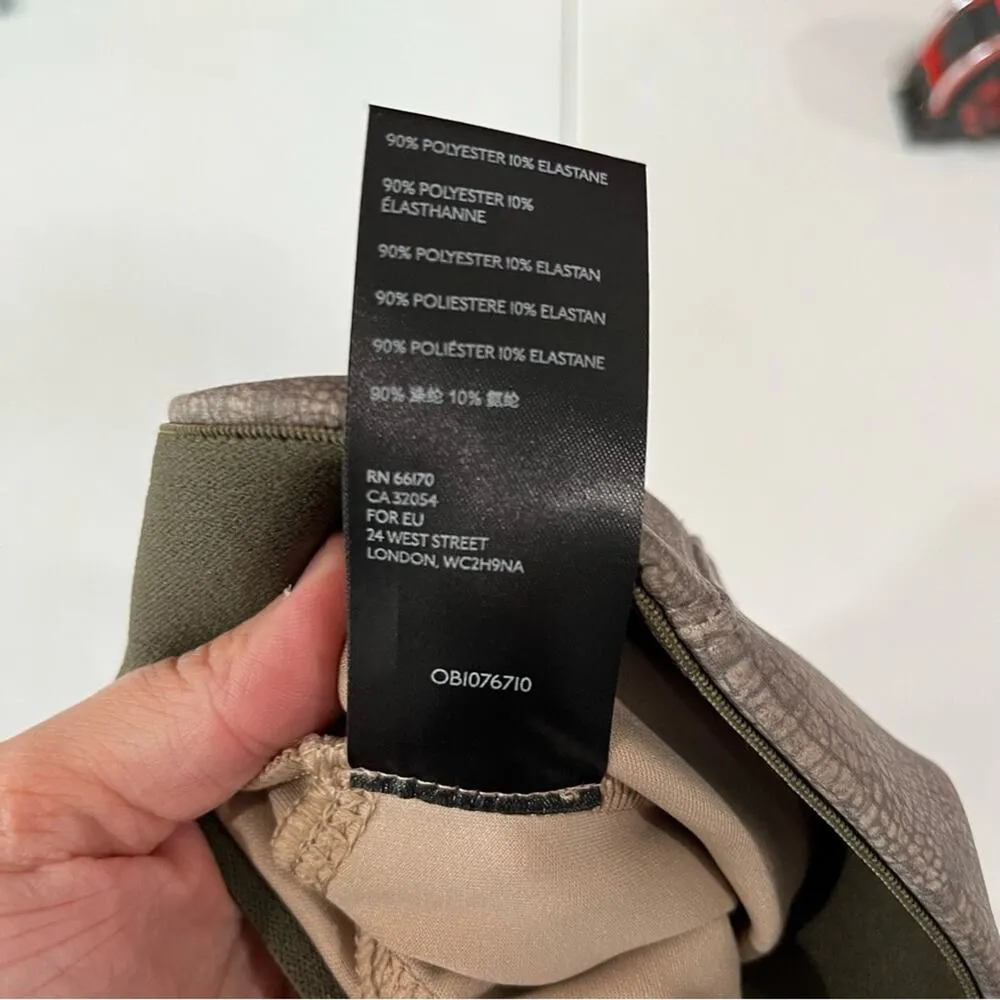 90% POLYESTER 10% ELASTANE
90% POLYESTER 10%
ÉLASTHANNE
90% POLYESTER 10% ELASTAN
90% POLIESTERE 10% ELASTAN
90% POLIÉSTER 10% ELASTANE
90% 涤纶 10% 氨纶
RN 66170
CA 32054
FOR EU
24 WEST STREET
LONDON, WC2H9NA
OB1076710